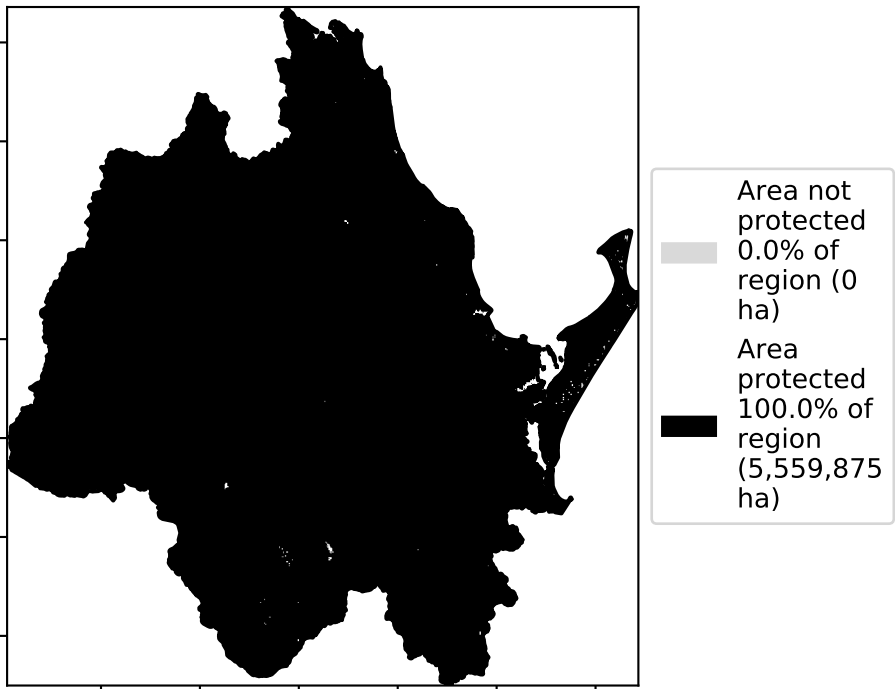 Area not
protected
0.0% of
region (0
ha)
Area
protected
100.0% of
region
(5,559,875
ha)